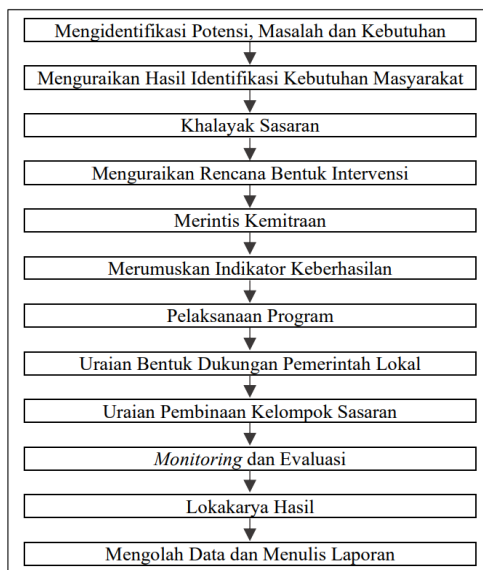 Mengidentifikasi Potensi, Masalah dan Kebutuhan
Menguraikan Hasil Identifikasi Kebutuhan Masyarakat
Khalayak Sasaran
Menguraikan Rencana Bentuk Intervensi
Merintis Kemitraan
Merumuskan Indikator Keberhasilan
Pelaksanaan Program
Uraian Bentuk Dukungan Pemerintah Lokal
Uraian Pembinaan Kelompok Sasaran
Monitoring dan Evaluasi
Lokakarya Hasil
Mengolah Data dan Menulis Laporan